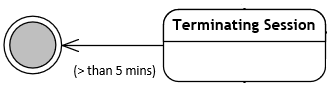 Terminating Session
(> than 5 mins)